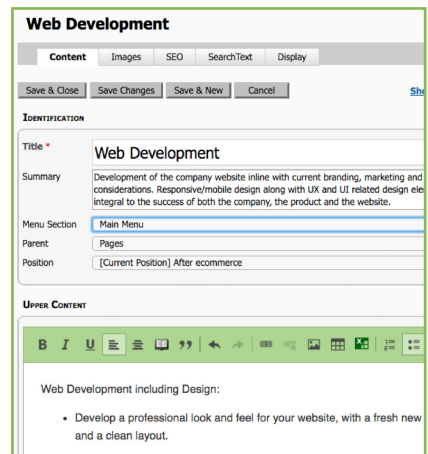 Web Development
Content Images SEO SearchText Display
Save & Close Save Changes Save & New Cancel
IDENTIFICATION
Title *
Web Development
Summary
Development of the company website inline with current branding, marketing and
considerations. Responsive/mobile design along with UX and UI related design
integral to the success of both the company, the product and the website.
Menu Section Main Menu
Parent Pages
Position [Current Position] After ecommerce
UPPER CONTENT
B I U
Web Development including Design:
• Develop a professional look and feel for your website, with a fresh new
and a clean layout.